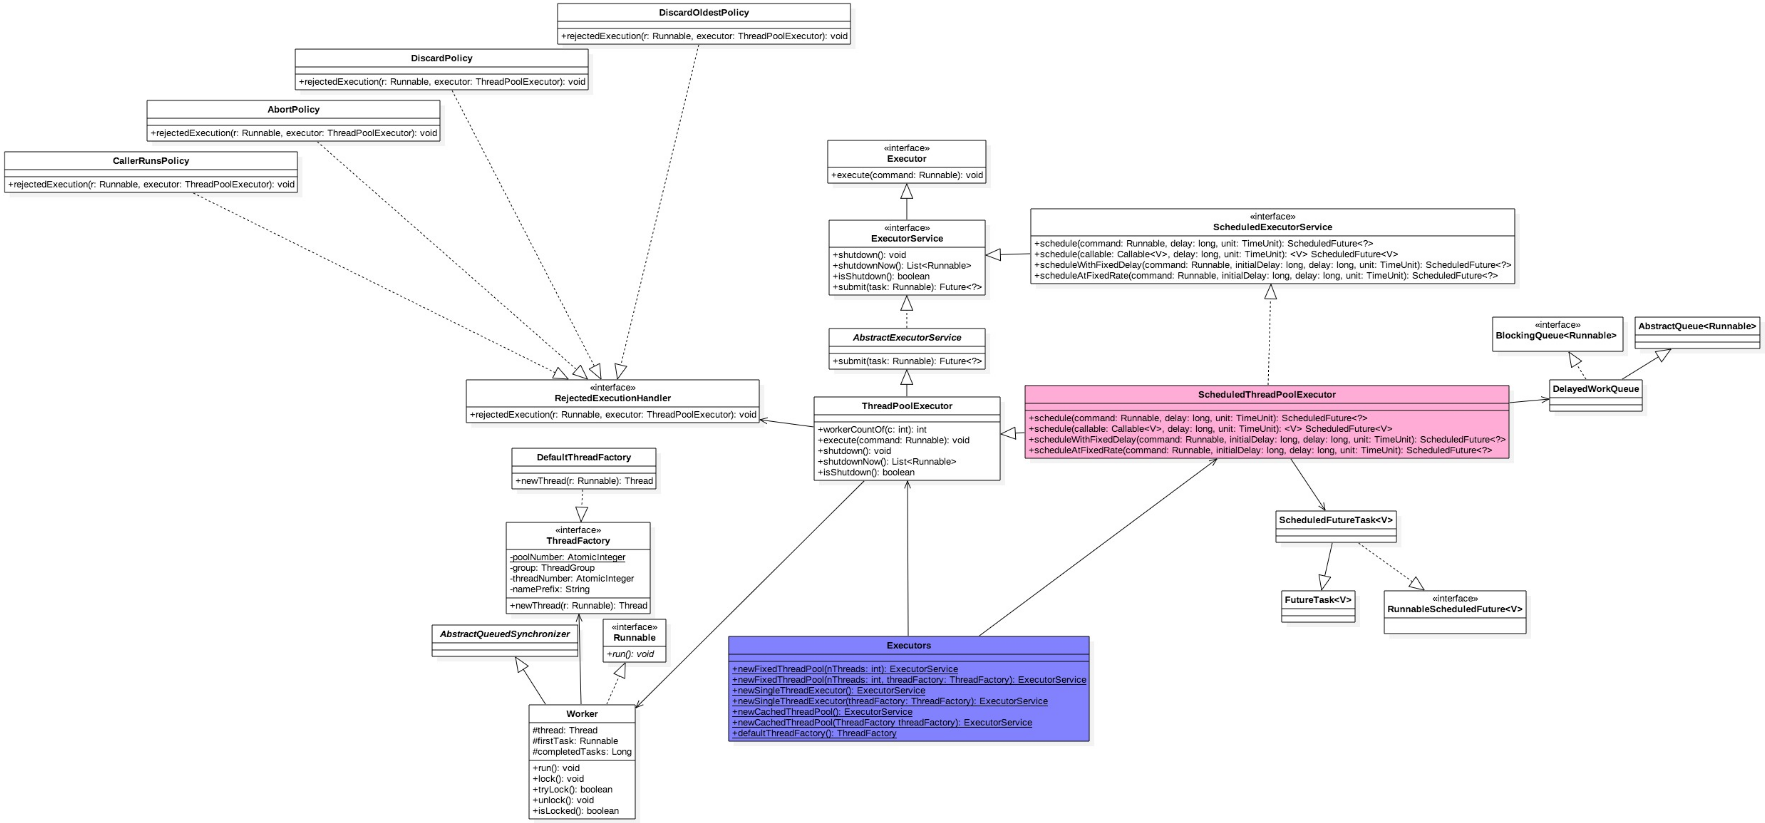 DiscardOldestPolicy
+rejectedExecution(r: Runnable, executor: ThreadPoolExecutor): void
DiscardPolicy
+rejectedExecution(r: Runnable, executor: ThreadPoolExecutor): void
AbortPolicy
+rejectedExecution(r: Runnable, executor: ThreadPoolExecutor): void
CallerRunsPolicy
+rejectedExecution(r: Runnable, executor: ThreadPoolExecutor): void
«interface»
Executor
+execute(command: Runnable): void
«interface»
ExecutorService
+shutdown(): void
+shutdownNow(): List<Runnable>
+isShutdown(): boolean
+submit(task: Runnable): Future<?>
«interface»
ScheduledExecutorService
+schedule(command: Runnable, delay: long, unit: TimeUnit): ScheduledFuture<?>
+schedule(callable: Callable<V>, delay: long, unit: TimeUnit): <V> ScheduledFuture<V>
+scheduleWithFixedDelay(command: Runnable, initialDelay: long, delay: long, unit: TimeUnit): ScheduledFuture<?>
+scheduleAtFixedRate(command: Runnable, initialDelay: long, delay: long, unit: TimeUnit): ScheduledFuture<?>
AbstractExecutorService
+submit(task: Runnable): Future<?>
«interface»
BlockingQueue<Runnable>
AbstractQueue<Runnable>
DelayedWorkQueue
«interface»
RejectedExecutionHandler
+rejectedExecution(r: Runnable, executor: ThreadPoolExecutor): void
ThreadPoolExecutor
+workerCountOf(c: int): int
+execute(command: Runnable): void
+shutdown(): void
+shutdownNow(): List<Runnable>
+isShutdown(): boolean
ScheduledThreadPoolExecutor
+schedule(command: Runnable, delay: long, unit: TimeUnit): ScheduledFuture<?>
+schedule(callable: Callable<V>, delay: long, unit: TimeUnit): <V> ScheduledFuture<V>
+scheduleWithFixedDelay(command: Runnable, initialDelay: long, delay: long, unit: TimeUnit): ScheduledFuture<?>
+scheduleAtFixedRate(command: Runnable, initialDelay: long, delay: long, unit: TimeUnit): ScheduledFuture<?>
DefaultThreadFactory
+newThread(r: Runnable): Thread
«interface»
ThreadFactory
-poolNumber: AtomicInteger
-group: ThreadGroup
-threadNumber: AtomicInteger
-namePrefix: String
+newThread(r: Runnable): Thread
ScheduledFutureTask<V>
FutureTask<V>
«interface»
RunnableScheduledFuture<V>
AbstractQueuedSynchronizer
«interface»
Runnable
+run(): void
Executors
+newFixedThreadPool(nThreads: int): ExecutorService
+newFixedThreadPool(nThreads: int, threadFactory: ThreadFactory): ExecutorService
+newSingleThreadExecutor(): ExecutorService
+newSingleThreadExecutor(threadFactory: ThreadFactory): ExecutorService
+newCachedThreadPool(): ExecutorService
+newCachedThreadPool(ThreadFactory threadFactory): ExecutorService
+defaultThreadFactory(): ThreadFactory
Worker
#thread: Thread
#firstTask: Runnable
#completedTasks: Long
+run(): void
+lock(): void
+tryLock(): boolean
+unlock(): void
+isLocked(): boolean